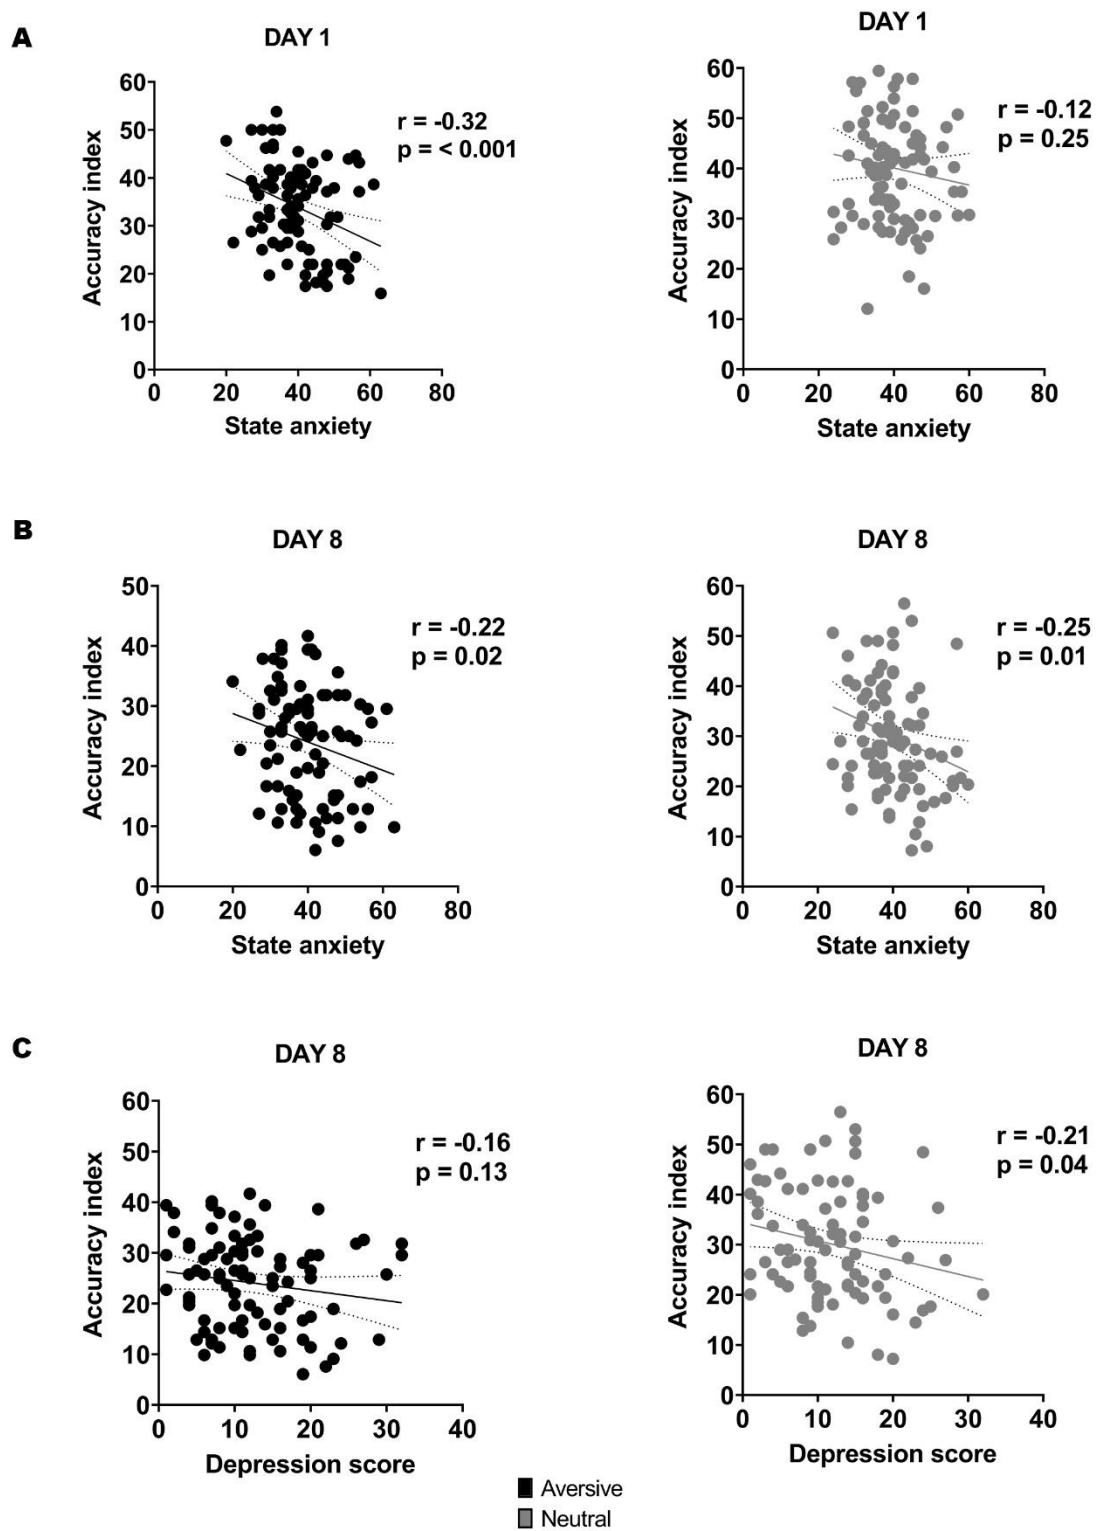 A
DAY 1
60
50
40
30
20
10
0
0 20 40 60 80
Accuracy index
State anxiety
r = -0.32
p = < 0.001
DAY 1
60
50
40
30
20
10
0
0 20 40 60 80
Accuracy index
State anxiety
r = -0.12
p = 0.25
B
DAY 8
50
40
30
20
10
0
0 20 40 60 80
Accuracy index
State anxiety
r = -0.22
p = 0.02
DAY 8
60
50
40
30
20
10
0
0 20 40 60 80
Accuracy index
State anxiety
r = -0.25
p = 0.01
C
DAY 8
60
50
40
30
20
10
0
0 10 20 30 40
Accuracy index
Depression score
r = -0.16
p = 0.13
DAY 8
60
50
40
30
20
10
0
0 10 20 30 40
Accuracy index
Depression score
r = -0.21
p = 0.04
Aversive
Neutral